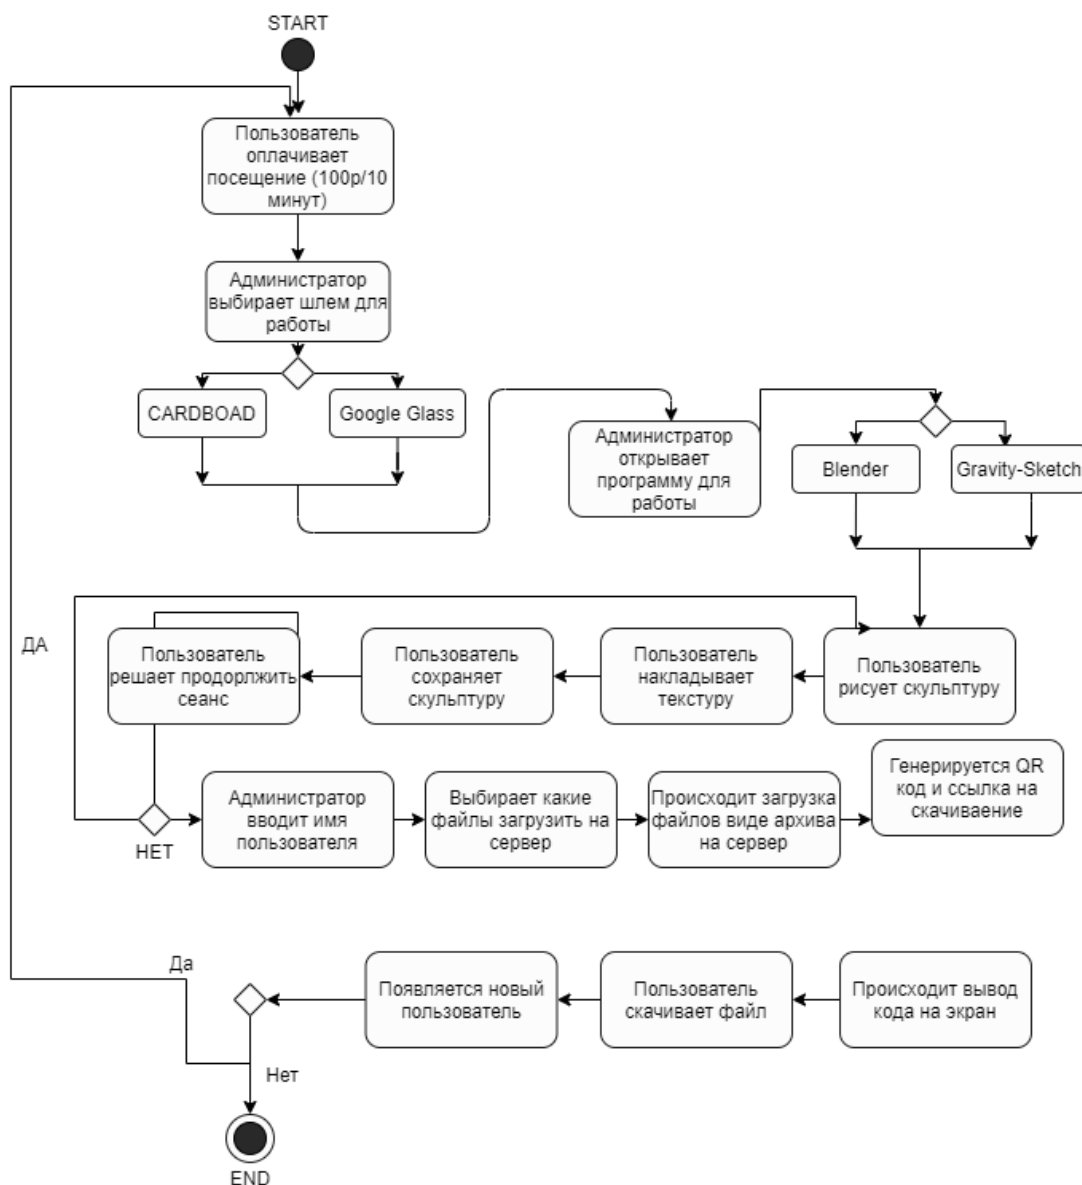 START
Пользователь
оплачивает
посещение (100р/10
минут)
Администратор
выбирает шлем для
работы
CARDBOAD
Google Glass
Администратор
открывает
программу для
работы
Blender
Gravity-Sketch
ДА
Пользователь
решает продорлжить
сеанс
Пользователь
сохраняет
скульптуру
Пользователь
накладывает
текстуру
Пользователь
рисует скульптуру
НЕТ
Администратор
вводит имя
пользователя
Выбирает какие
файлы загрузить на
сервер
Происходит загрузка
файлов виде архива
на сервер
Генерируется QR
код и ссылка на
скачиваение
Да
Появляется новый
пользователь
Пользователь
скачивает файл
Происходит вывод
кода на экран
Нет
END